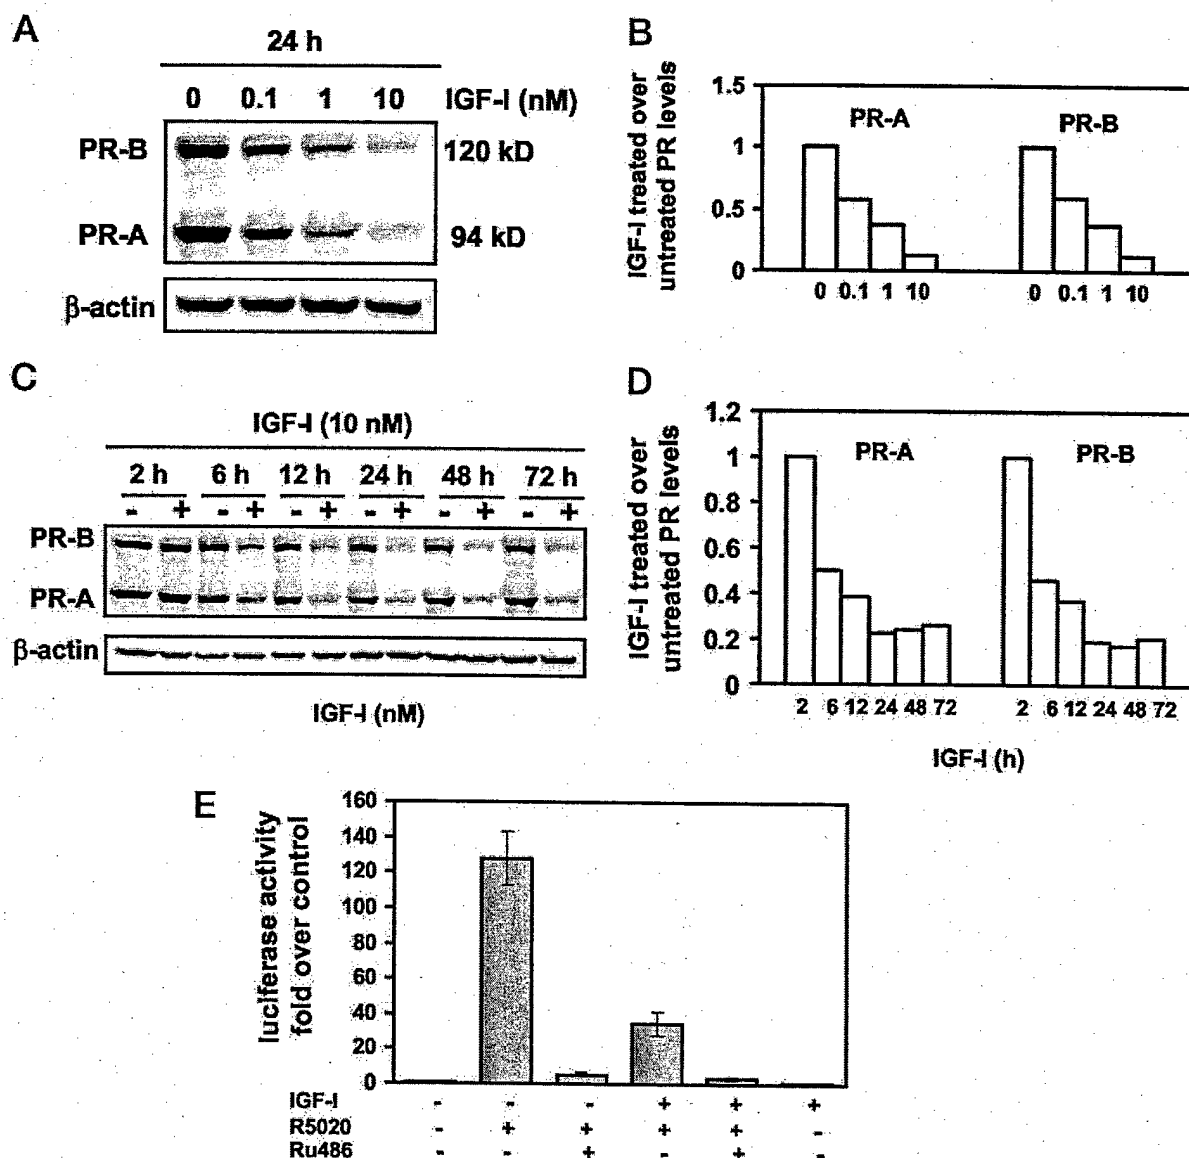 A
24 h
0 0.1 1 10 IGF-I (nM)
PR-B 120 kD
PR-A 94 kD
β-actin
B
IGF-I treated over
untreated PR levels
1.5
1
0.5
0
PR-A
PR-B
0 0.1 1 10
0 0.1 1 10
C
IGF-I (10 nM)
2 h 6 h 12 h 24 h 48 h 72 h
- + - + - + - + - + - +
PR-B
PR-A
β-actin
IGF-I (nM)
D
IGF-I treated over
untreated PR levels
1.2
1
0.8
0.6
0.4
0.2
0
PR-A
PR-B
2 6 12 24 48 72
2 6 12 24 48 72
IGF-I (h)
E
luciferase activity
fold over control
160
140
120
100
80
60
40
20
0
IGF-I - - - + + +
R5020 - + + + + -
Ru486 - - + - + -